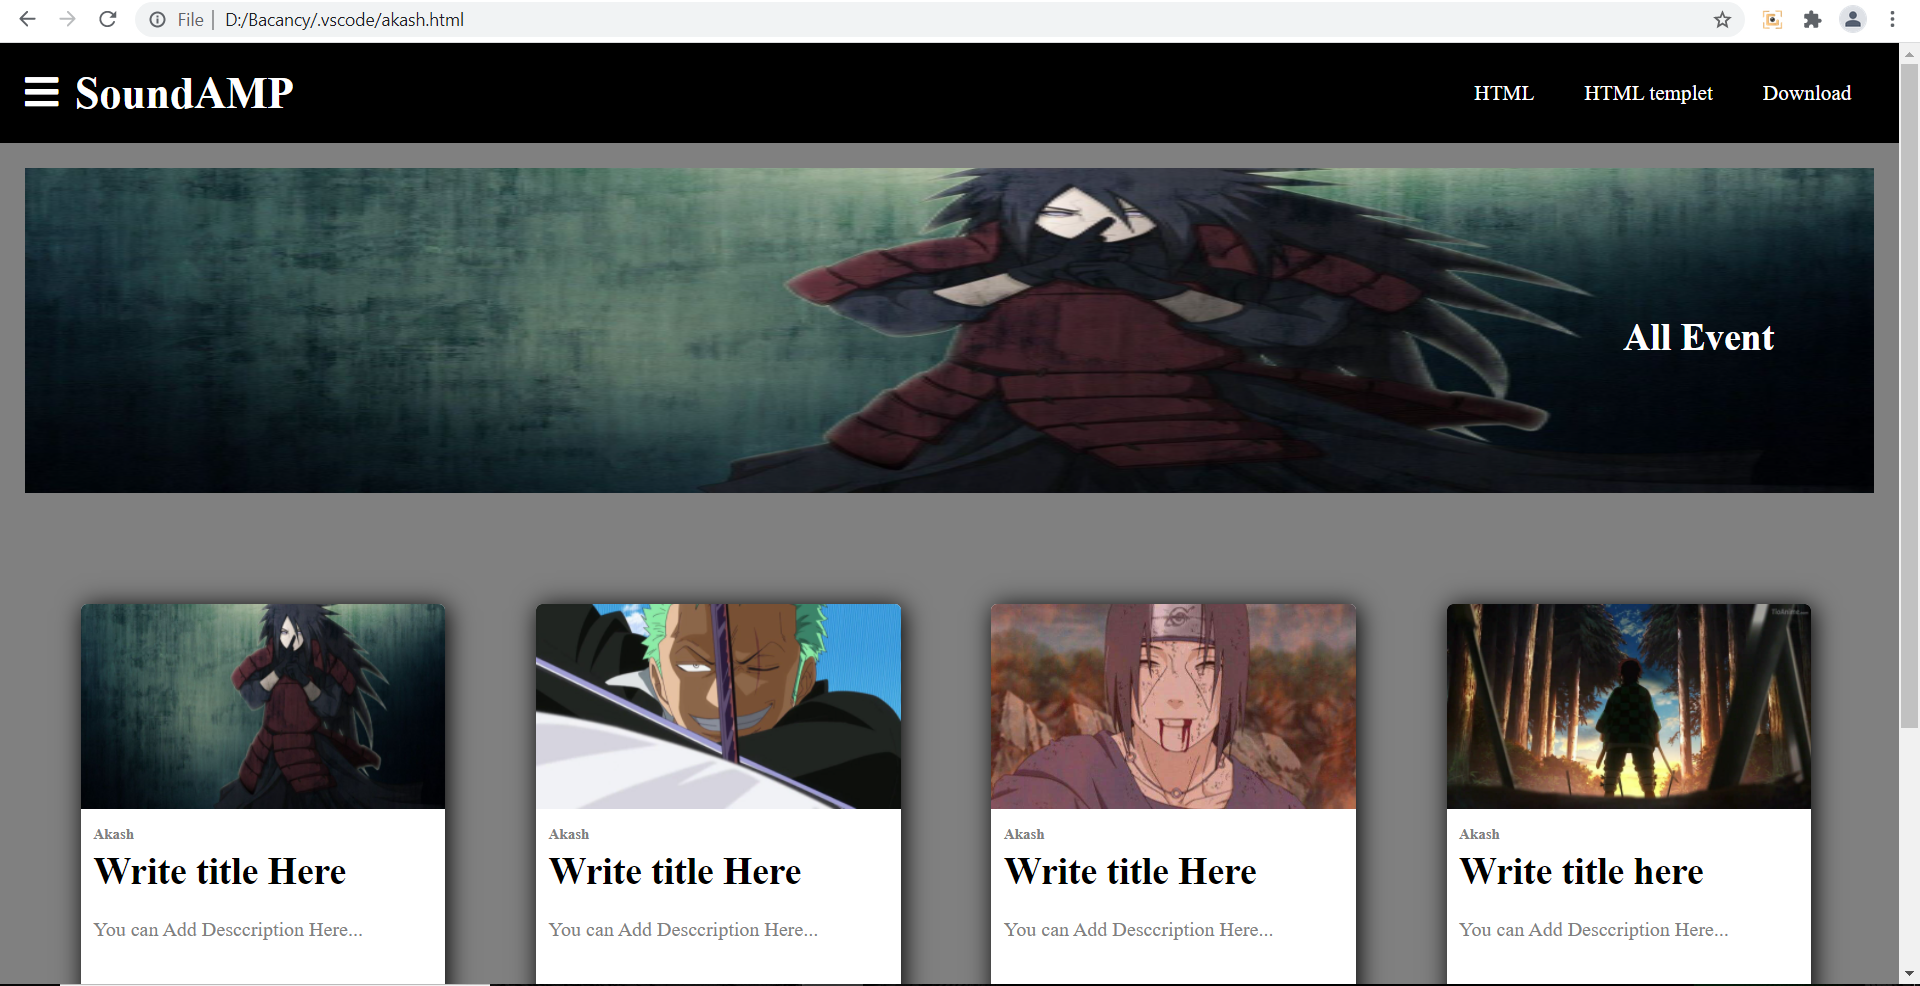 File | D:/Bacancy/.vscode/akash.html
SoundAMP
HTML HTML templet Download
All Event
Akash
Write title Here
You can Add Desccription Here...
Akash
Write title Here
You can Add Desccription Here...
Akash
Write title Here
You can Add Desccription Here...
Akash
Write title here
You can Add Desccription Here...